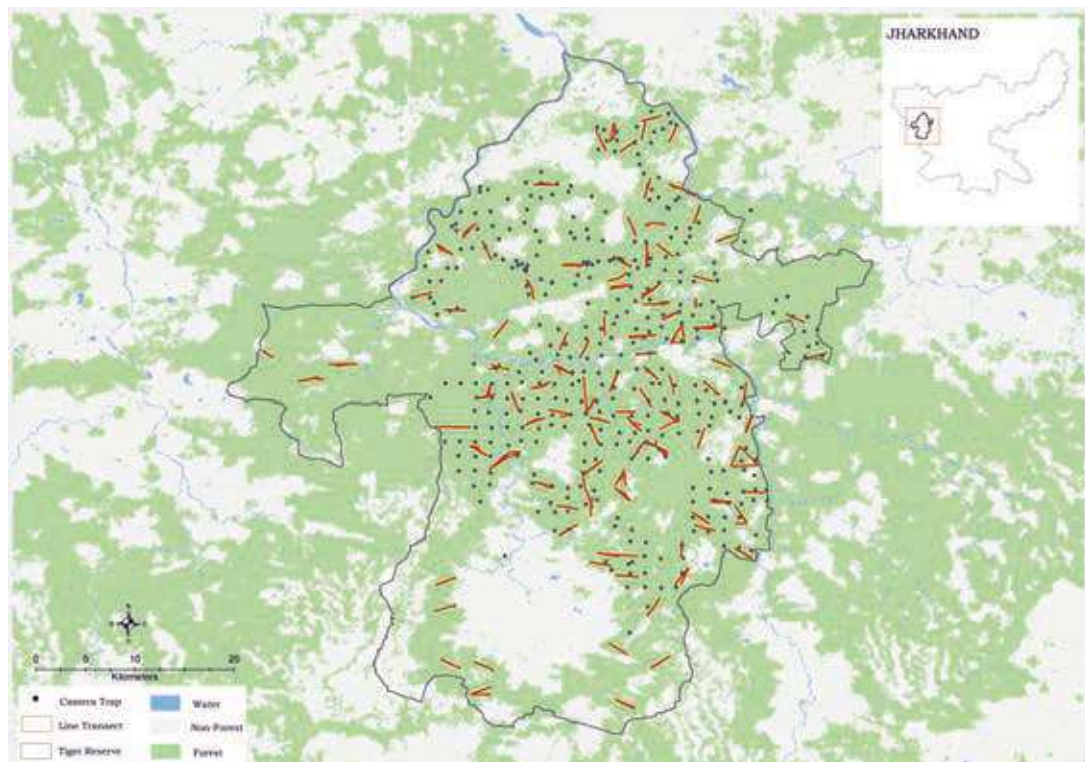 JHARKHAND
0 5 10 20
Kilometers
Camera Trap
Water
Line Transect
Non-Forest
Tiger Reserve
Forest